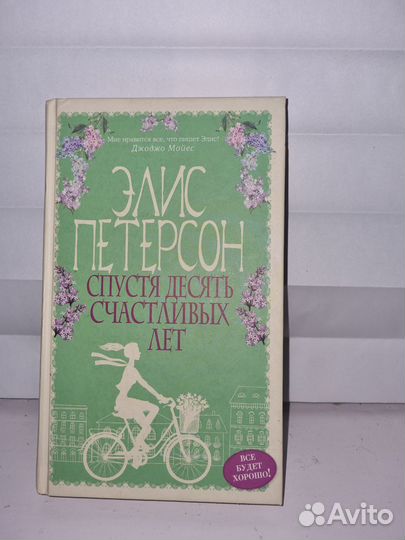 Мне нравится все, что пишет Элис!
Джоджо Мойес
ЭЛИС
ПЕТЕРСОН
СПУСТЯ ДЕСЯТЬ
СЧАСТЛИВЫХ
ЛЕТ
ВСЕ
БУДЕТ
ХОРОШО!
Avito